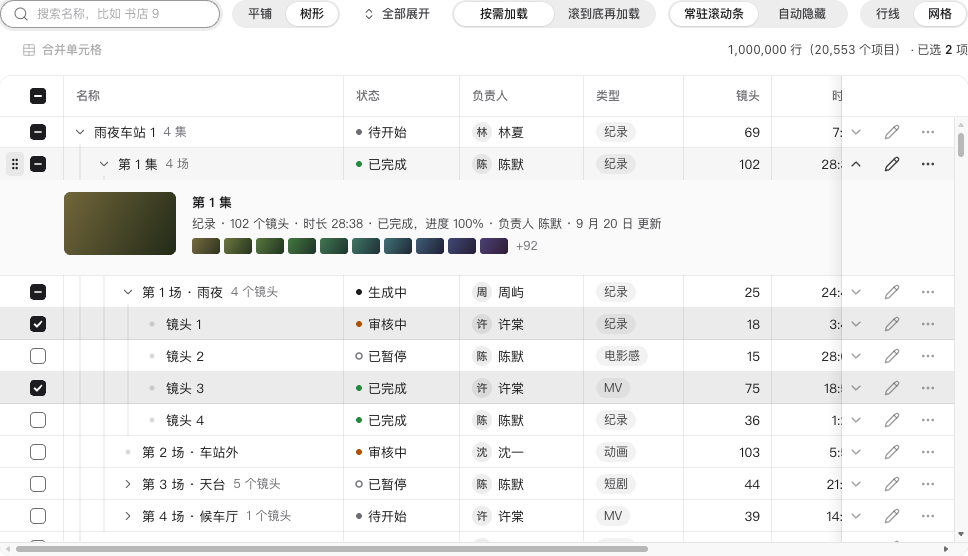 搜索名称，比如 书店 9 平铺 树形 全部展开 按需加载 滚到底再加载 常驻滚动条 自动隐藏 行线 网格
合并单元格 1,000,000 行（20,553 个项目） · 已选 2 项
名称 状态 负责人 类型 镜头 时
雨夜车站 1 4 集 待开始 林 林夏 纪录 69 7:
第 1 集 4 场 已完成 陈 陈默 纪录 102 28:
第 1 集
纪录 · 102 个镜头 · 时长 28:38 · 已完成，进度 100% · 负责人 陈默 · 9 月 20 日 更新
+92
第 1 场 · 雨夜 4 个镜头 生成中 周 周屿 纪录 25 24:
镜头 1 审核中 许 许棠 纪录 18 3:
镜头 2 已暂停 陈 陈默 电影感 15 28:
镜头 3 已完成 许 许棠 MV 75 18:
镜头 4 已完成 陈 陈默 纪录 36 1:
第 2 场 · 车站外 审核中 沈 沈一 动画 103 5:
第 3 场 · 天台 5 个镜头 已暂停 陈 陈默 短剧 44 21:
第 4 场 · 候车厅 1 个镜头 待开始 许 许棠 MV 39 14: